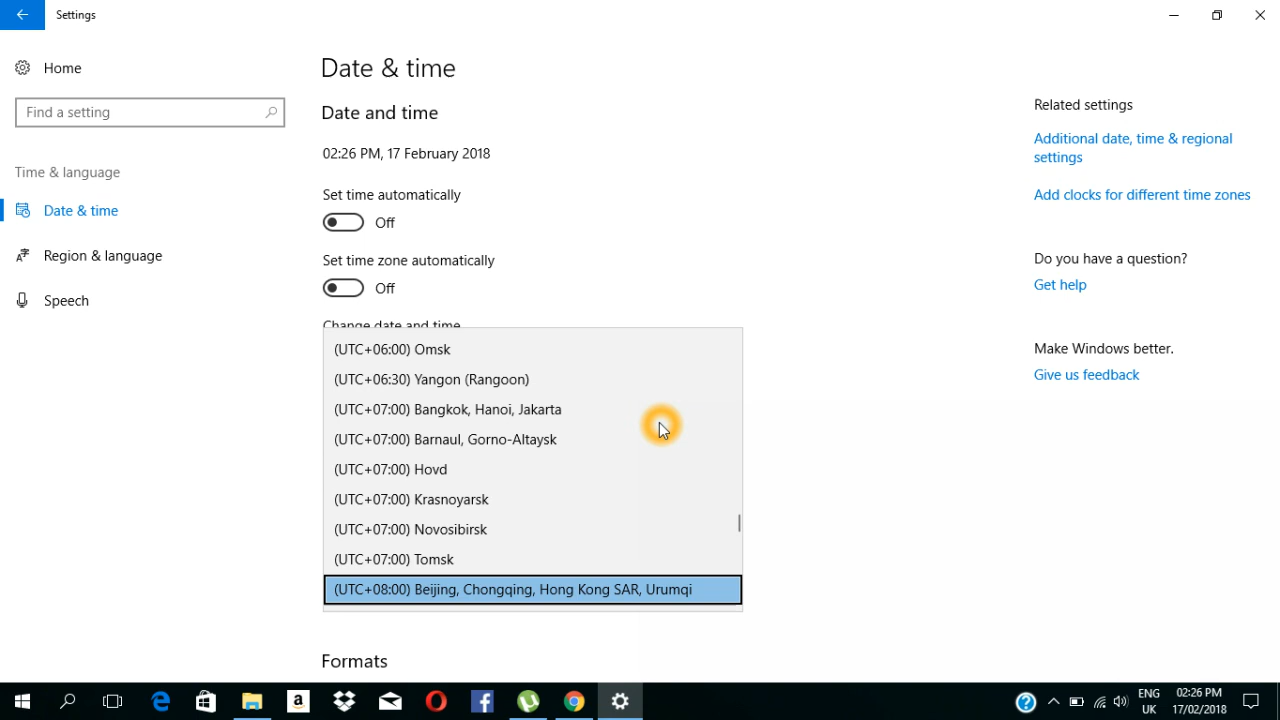 Settings
Home
Find a setting
Time & language
Date & time
Region & language
Speech
Date & time
Date and time
02:26 PM, 17 February 2018
Set time automatically
Off
Set time zone automatically
Off
Change date and time
(UTC+06:00) Omsk
(UTC+06:30) Yangon (Rangoon)
(UTC+07:00) Bangkok, Hanoi, Jakarta
(UTC+07:00) Barnaul, Gorno-Altaysk
(UTC+07:00) Hovd
(UTC+07:00) Krasnoyarsk
(UTC+07:00) Novosibirsk
(UTC+07:00) Tomsk
(UTC+08:00) Beijing, Chongqing, Hong Kong SAR, Urumqi
Formats
Related settings
Additional date, time & regional
settings
Add clocks for different time zones
Do you have a question?
Get help
Make Windows better.
Give us feedback
ENG
UK
02:26 PM
17/02/2018